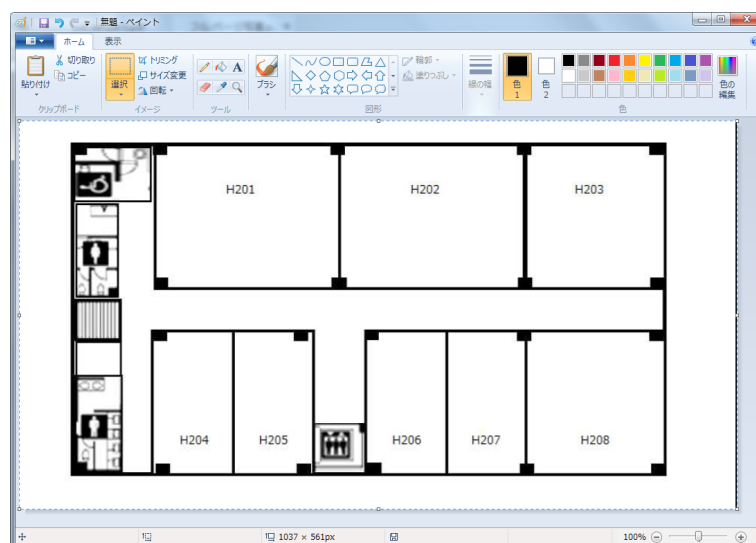 無題 - ペイント
ホーム
表示
貼り付け
切り取り
コピー
クリップボード
選択
トリミング
サイズ変更
回転
イメージ
A
ツール
ブラシ
輪郭
塗りつぶし
図形
線の幅
色
1
色
2
色の
編集
色
H201
H202
H203
H204
H205
H206
H207
H208
1037 × 561px
100%